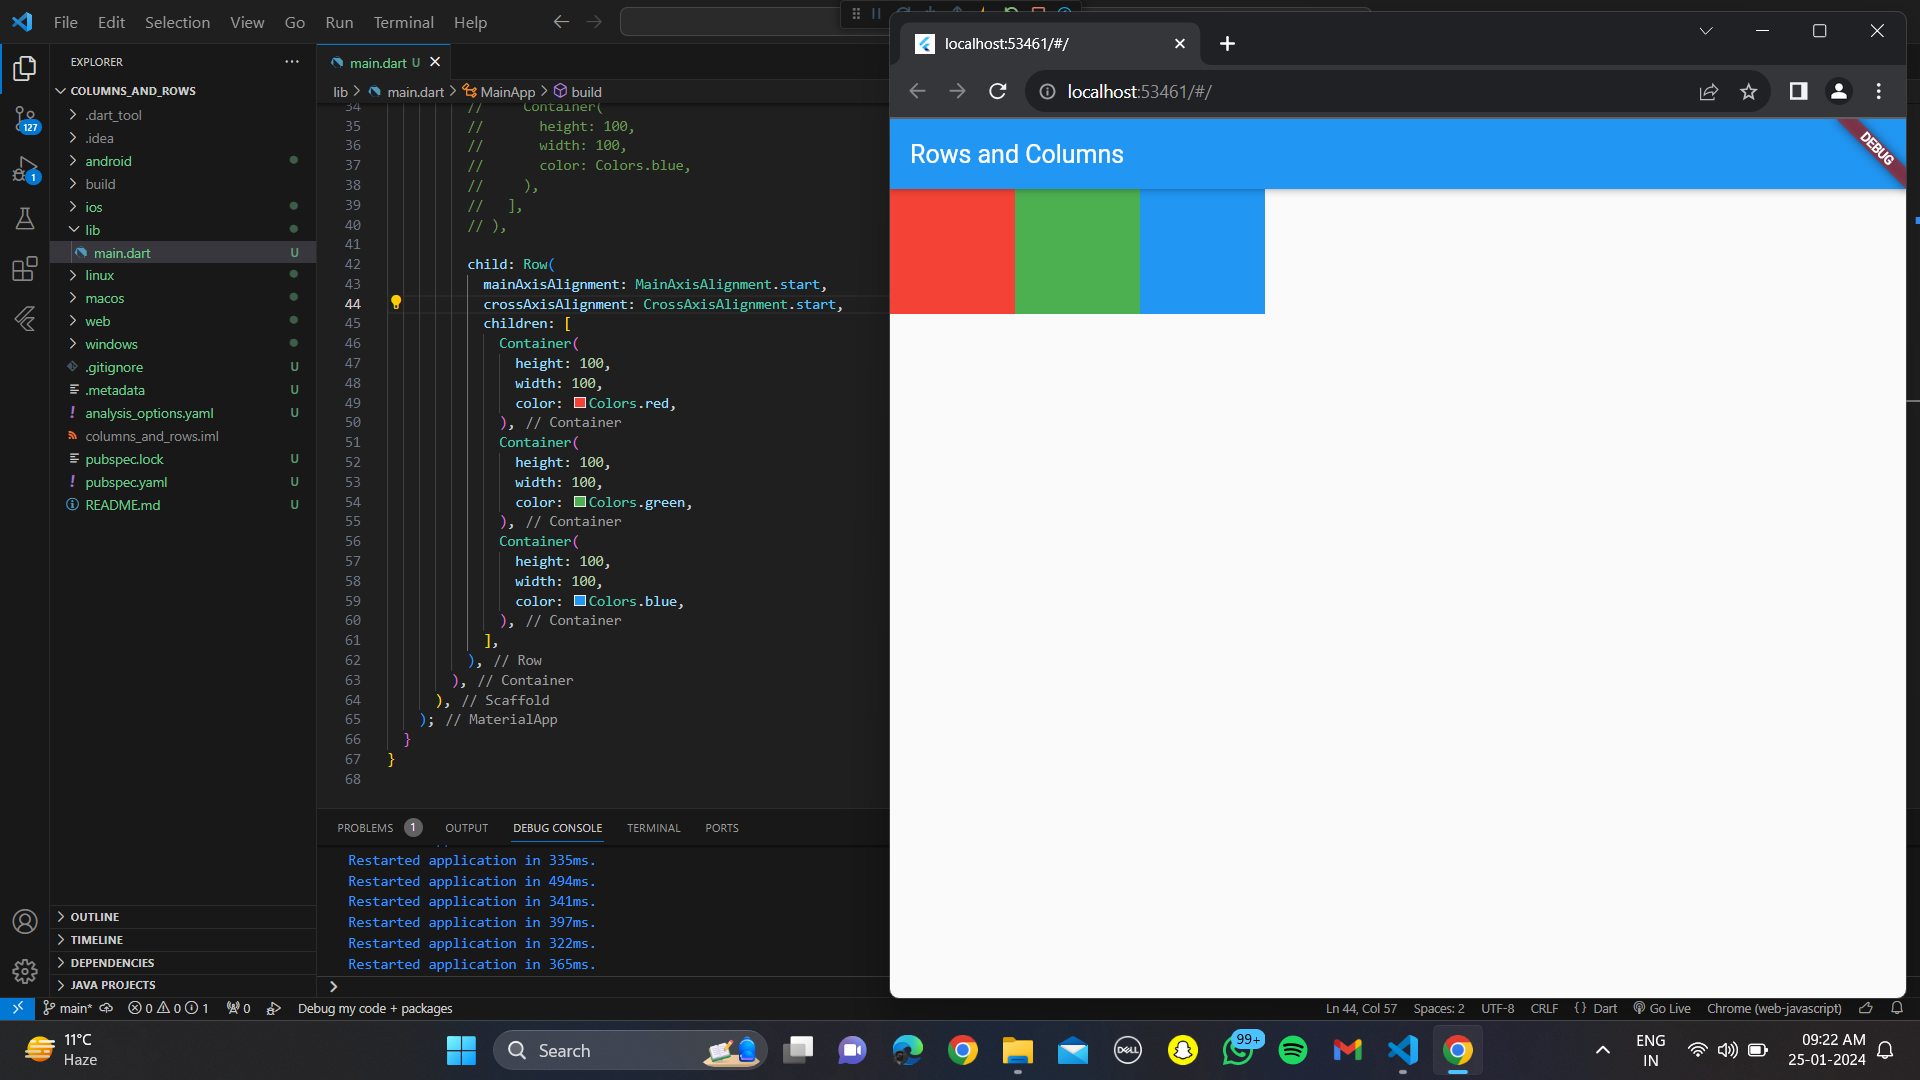 File Edit Selection View Go Run Terminal Help
localhost:53461/#/
localhost:53461/#/
EXPLORER
COLUMNS_AND_ROWS
.dart_tool
.idea
android
build
ios
lib
main.dart U
linux
macos
web
windows
.gitignore U
.metadata U
analysis_options.yaml U
columns_and_rows.iml
pubspec.lock U
pubspec.yaml U
README.md U
OUTLINE
TIMELINE
DEPENDENCIES
JAVA PROJECTS
127
1
main.dart U
lib > main.dart > MainApp > build
34 // Container(
35 // height: 100,
36 // width: 100,
37 // color: Colors.blue,
38 // ),
39 // ],
40 // ),
41
42 child: Row(
43 mainAxisAlignment: MainAxisAlignment.start,
44 crossAxisAlignment: CrossAxisAlignment.start,
45 children: [
46 Container(
47 height: 100,
48 width: 100,
49 color: Colors.red,
50 ), // Container
51 Container(
52 height: 100,
53 width: 100,
54 color: Colors.green,
55 ), // Container
56 Container(
57 height: 100,
58 width: 100,
59 color: Colors.blue,
60 ), // Container
61 ],
62 ), // Row
63 ), // Container
64 ), // Scaffold
65 ); // MaterialApp
66 }
67 }
68
PROBLEMS 1 OUTPUT DEBUG CONSOLE TERMINAL PORTS
Restarted application in 335ms.
Restarted application in 494ms.
Restarted application in 341ms.
Restarted application in 397ms.
Restarted application in 322ms.
Restarted application in 365ms.
>
Rows and Columns
DEBUG
main* 0 0 1 0 Debug my code + packages
Ln 44, Col 57 Spaces: 2 UTF-8 CRLF {} Dart Go Live Chrome (web-javascript)
11°C
Haze
Search
DELL
99+
ENG
IN
09:22 AM
25-01-2024